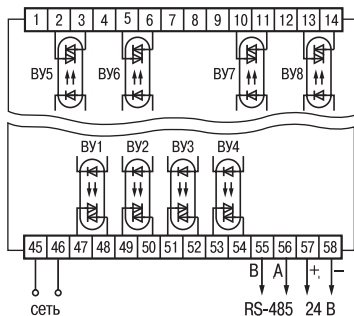 1 2 3 4 5 6 7 8 9 10 11 12 13 14
ВУ5 ВУ6 ВУ7 ВУ8
ВУ1 ВУ2 ВУ3 ВУ4
45 46 47 48 49 50 51 52 53 54 55 56 57 58
B A + −
сеть RS-485 24 В